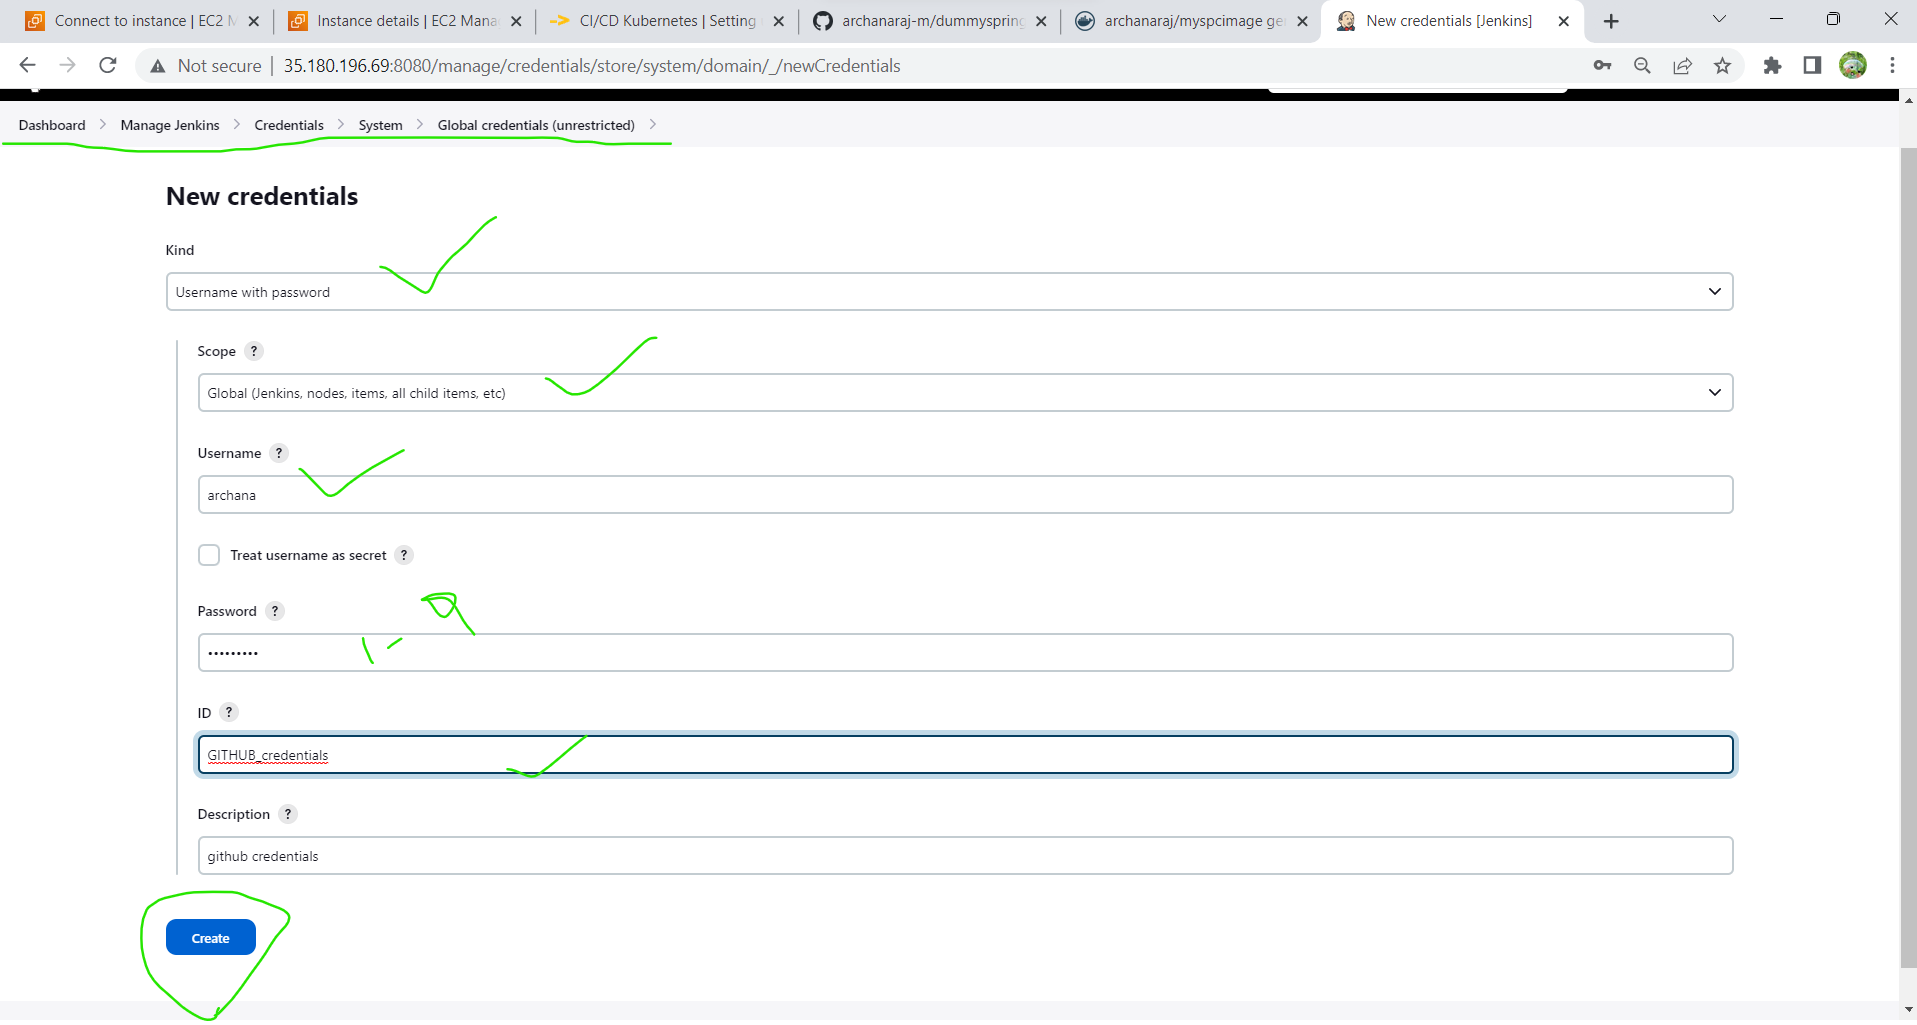 Connect to instance | EC2 M
Instance details | EC2 Mana
CI/CD Kubernetes | Setting
archanaraj-m/dummyspring
archanaraj/myspcimage ge
New credentials [Jenkins]
Not secure | 35.180.196.69:8080/manage/credentials/store/system/domain/_/newCredentials
Dashboard > Manage Jenkins > Credentials > System > Global credentials (unrestricted) >
New credentials
Kind
Username with password
Scope ?
Global (Jenkins, nodes, items, all child items, etc)
Username ?
archana
Treat username as secret ?
Password ?
•••••••••
ID ?
GITHUB_credentials
Description ?
github credentials
Create